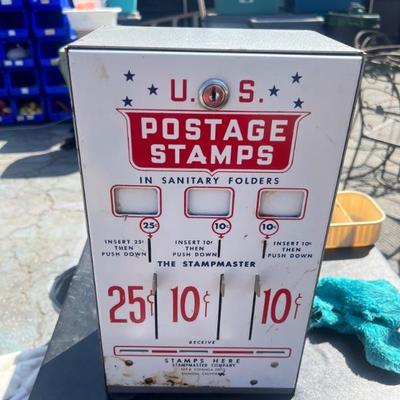 U. S.
POSTAGE
STAMPS
IN SANITARY FOLDERS
25¢ 10¢ 10¢
INSERT 25¢ INSERT 10¢ INSERT 10¢
THEN THEN THEN
PUSH DOWN PUSH DOWN PUSH DOWN
THE STAMPMASTER
25¢ 10¢ 10¢
RECEIVE
STAMPS HERE
STAMPMASTER COMPANY
CALIFORNIA